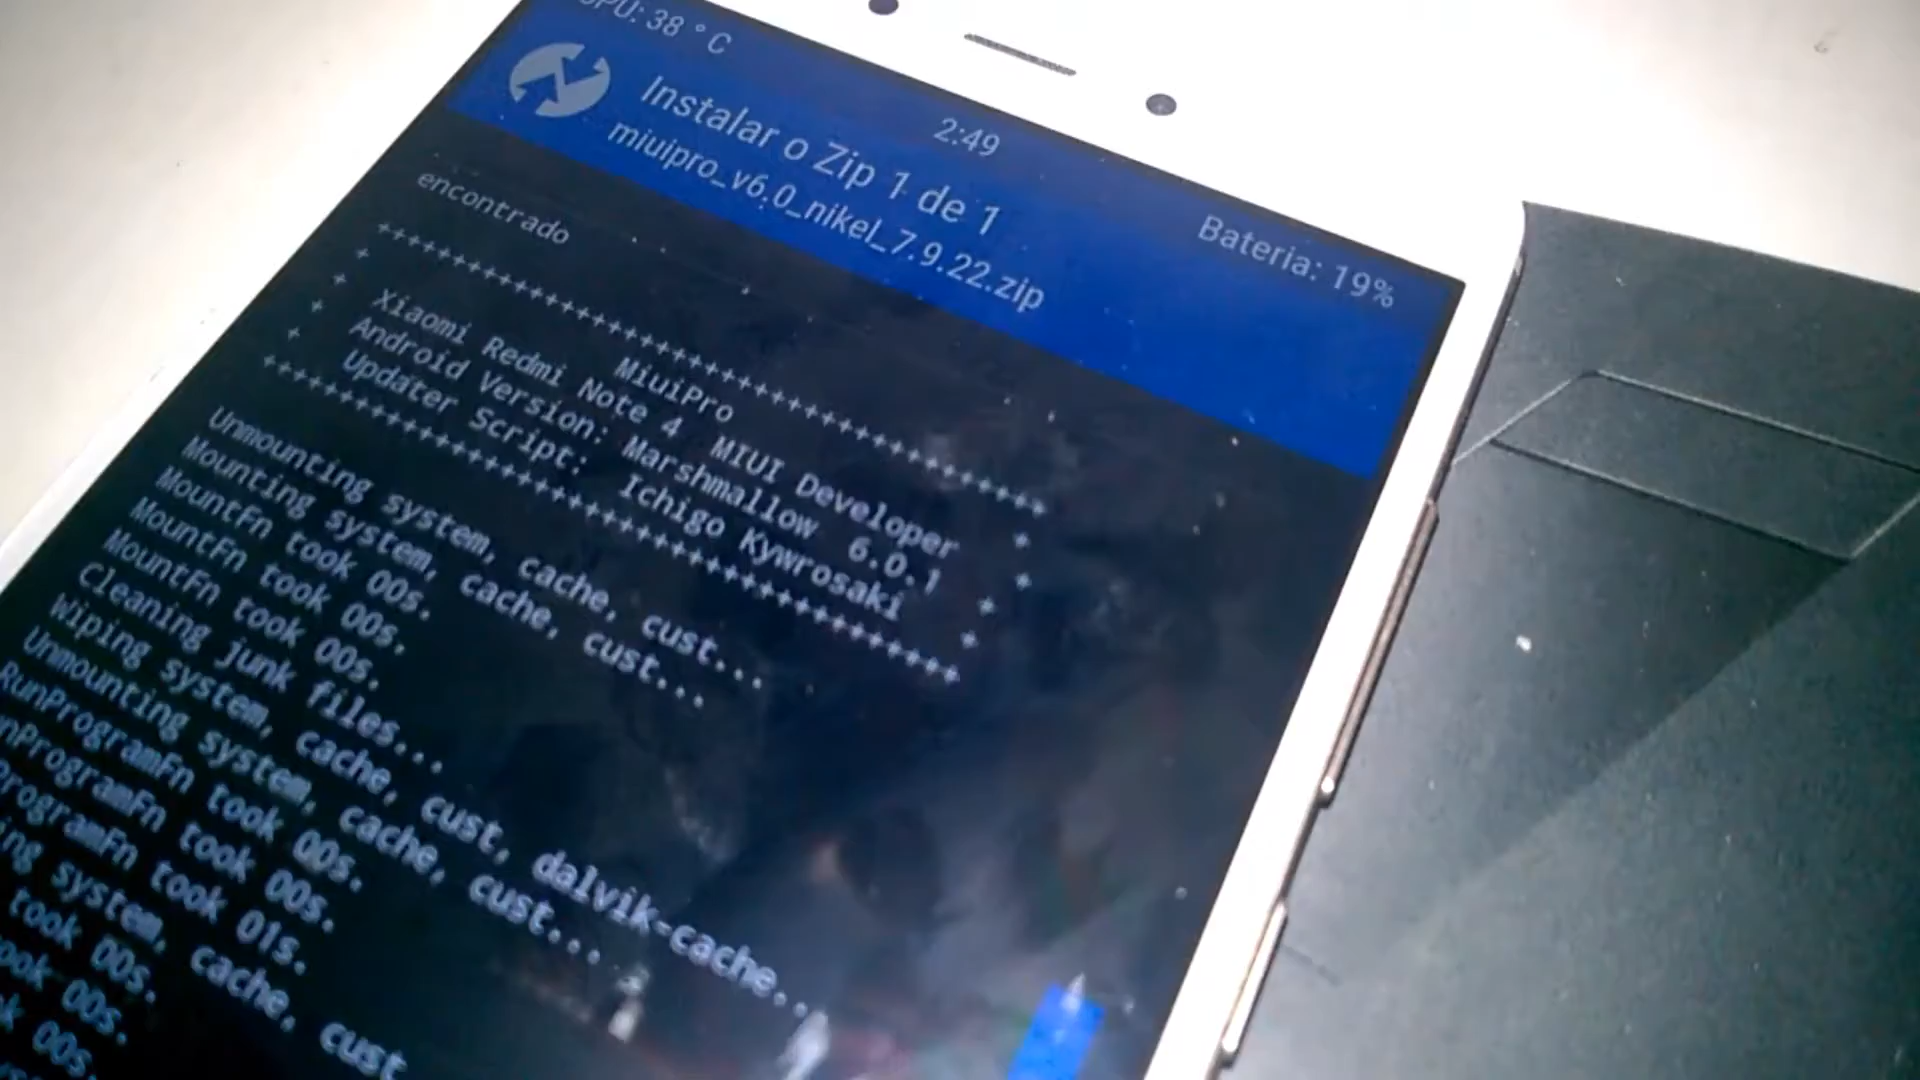 CPU: 38 °C
2:49
Bateria: 19%
Instalar o Zip 1 de 1
miuipro_v6.0_nikel_7.9.22.zip
encontrado
++++++++++++++++++++++++++++++++++++++++++
+ MiuiPro +
+ Xiaomi Redmi Note 4 MIUI Developer +
+ Android Version: Marshmallow 6.0.1 +
+ Updater Script: Ichigo Kywrosaki +
++++++++++++++++++++++++++++++++++++++++++
Unmounting system, cache, cust...
Mounting system, cache, cust...
MountFn took 00s.
MountFn took 00s.
MountFn took 00s.
Cleaning junk files...
Wiping system, cache, cust, dalvik-cache...
Unmounting system, cache, cust...
RunProgramFn took 00s.
nProgramFn took 00s.
rogramFn took 01s.
ing system, cache, cust
took 00s.
ook 00s.
k 00s.